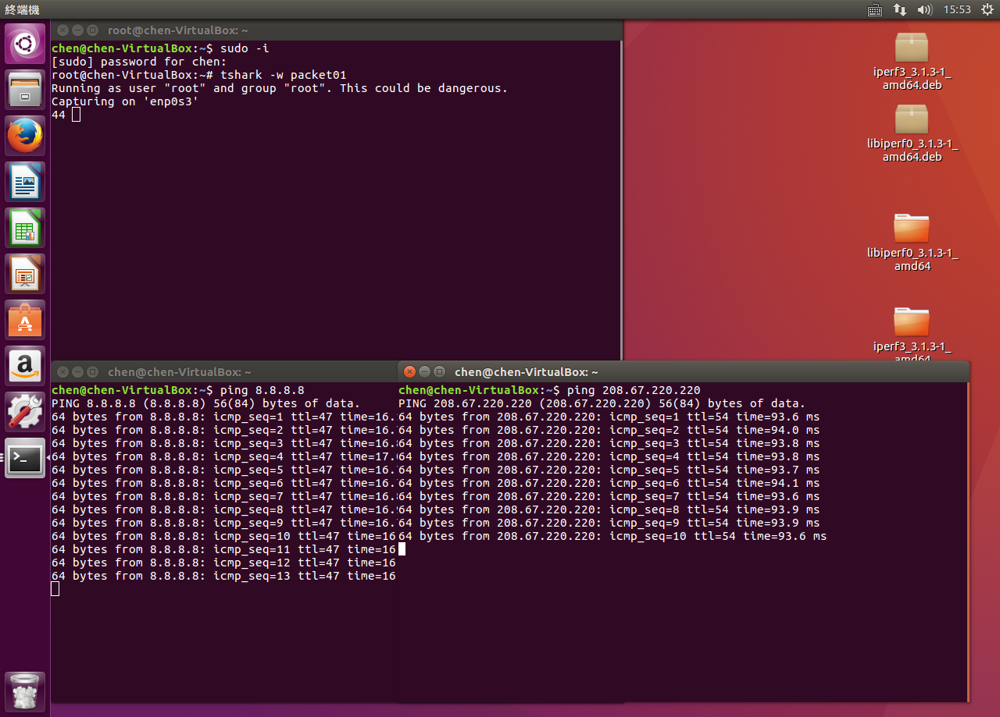 終端機
15:53
root@chen-VirtualBox: ~
chen@chen-VirtualBox:~$ sudo -i
[sudo] password for chen:
root@chen-VirtualBox:~# tshark -w packet01
Running as user "root" and group "root". This could be dangerous.
Capturing on 'enp0s3'
44
iperf3_3.1.3-1_
amd64.deb
libiperf0_3.1.3-1_
amd64.deb
libiperf0_3.1.3-1_
amd64
iperf3_3.1.3-1_
amd64
chen@chen-VirtualBox: ~
chen@chen-VirtualBox:~$ ping 8.8.8.8
PING 8.8.8.8 (8.8.8.8) 56(84) bytes of data.
64 bytes from 8.8.8.8: icmp_seq=1 ttl=47 time=16.
64 bytes from 8.8.8.8: icmp_seq=2 ttl=47 time=16.
64 bytes from 8.8.8.8: icmp_seq=3 ttl=47 time=16.
64 bytes from 8.8.8.8: icmp_seq=4 ttl=47 time=17.
64 bytes from 8.8.8.8: icmp_seq=5 ttl=47 time=16.
64 bytes from 8.8.8.8: icmp_seq=6 ttl=47 time=16.
64 bytes from 8.8.8.8: icmp_seq=7 ttl=47 time=16.
64 bytes from 8.8.8.8: icmp_seq=8 ttl=47 time=16.
64 bytes from 8.8.8.8: icmp_seq=9 ttl=47 time=16.
64 bytes from 8.8.8.8: icmp_seq=10 ttl=47 time=16
64 bytes from 8.8.8.8: icmp_seq=11 ttl=47 time=16
64 bytes from 8.8.8.8: icmp_seq=12 ttl=47 time=16
64 bytes from 8.8.8.8: icmp_seq=13 ttl=47 time=16
chen@chen-VirtualBox: ~
chen@chen-VirtualBox:~$ ping 208.67.220.220
PING 208.67.220.220 (208.67.220.220) 56(84) bytes of data.
64 bytes from 208.67.220.220: icmp_seq=1 ttl=54 time=93.6 ms
64 bytes from 208.67.220.220: icmp_seq=2 ttl=54 time=94.0 ms
64 bytes from 208.67.220.220: icmp_seq=3 ttl=54 time=93.8 ms
64 bytes from 208.67.220.220: icmp_seq=4 ttl=54 time=93.8 ms
64 bytes from 208.67.220.220: icmp_seq=5 ttl=54 time=93.7 ms
64 bytes from 208.67.220.220: icmp_seq=6 ttl=54 time=94.1 ms
64 bytes from 208.67.220.220: icmp_seq=7 ttl=54 time=93.6 ms
64 bytes from 208.67.220.220: icmp_seq=8 ttl=54 time=93.9 ms
64 bytes from 208.67.220.220: icmp_seq=9 ttl=54 time=93.9 ms
64 bytes from 208.67.220.220: icmp_seq=10 ttl=54 time=93.6 ms